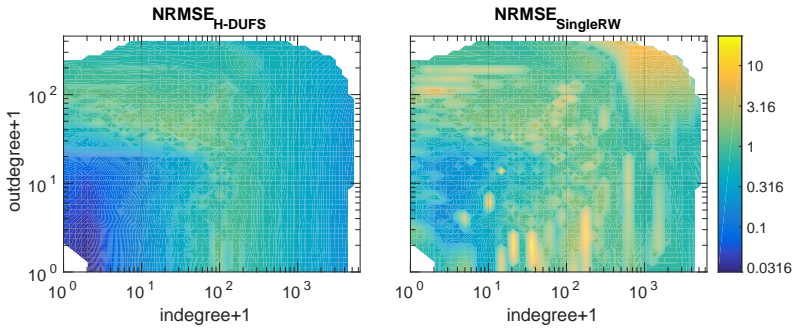 NRMSE_H-DUFS
NRMSE_SingleRW
outdegree+1
10^2
10^1
10^0
10^0 10^1 10^2 10^3
10^0 10^1 10^2 10^3
indegree+1
indegree+1
10
3.16
1
0.316
0.1
0.0316